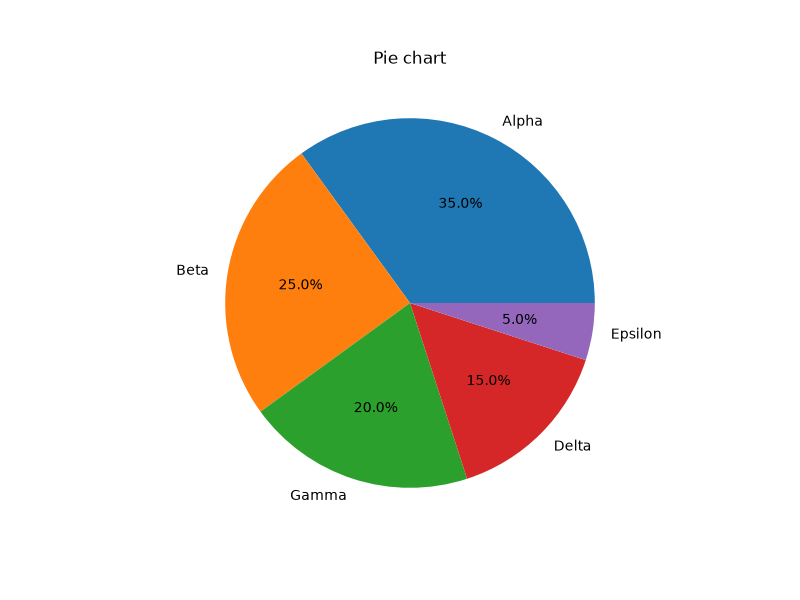 Pie chart
Alpha
35.0%
Beta
25.0%
Gamma
20.0%
Delta
15.0%
Epsilon
5.0%